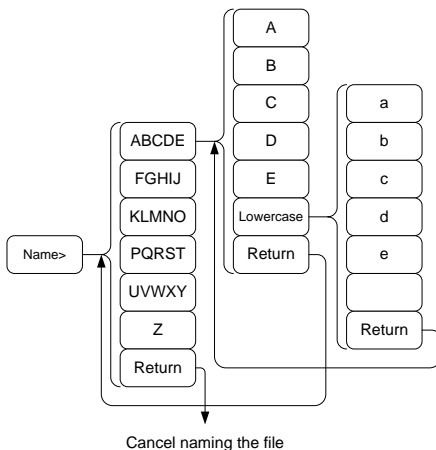 Name>
ABCDE
FGHIJ
KLMNO
PQRST
UVWXY
Z
Return
A
B
C
D
E
Lowercase
Return
a
b
c
d
e
Return
Cancel naming the file